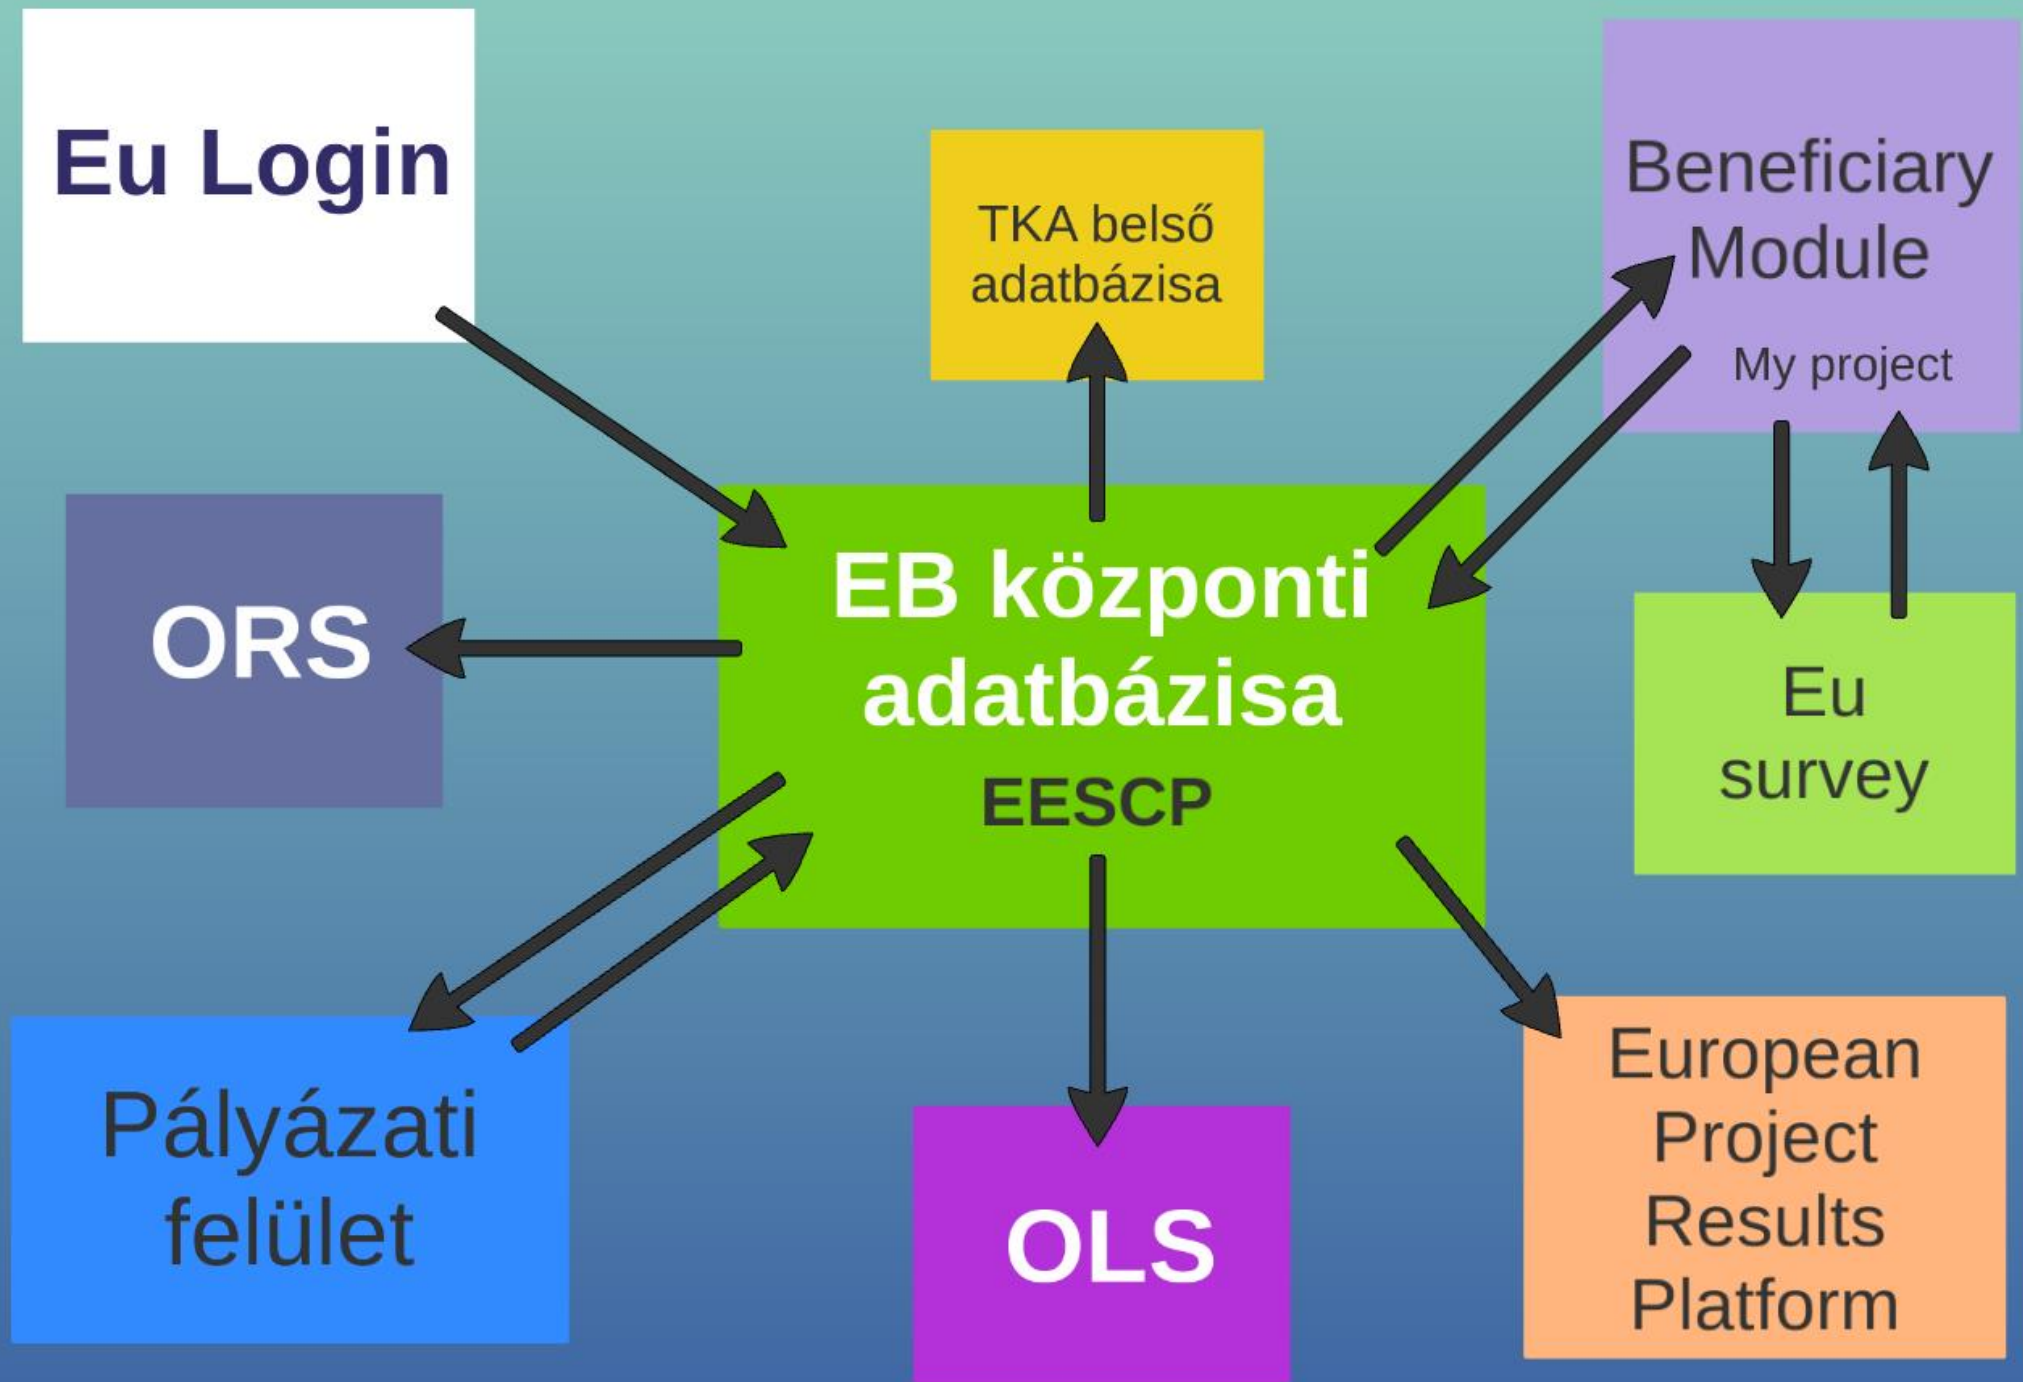 Eu Login
TKA belső
adatbázisa
Beneficiary
Module
My project
ORS
EB központi
adatbázisa
EESCP
Eu
survey
Pályázati
felület
OLS
European
Project
Results
Platform